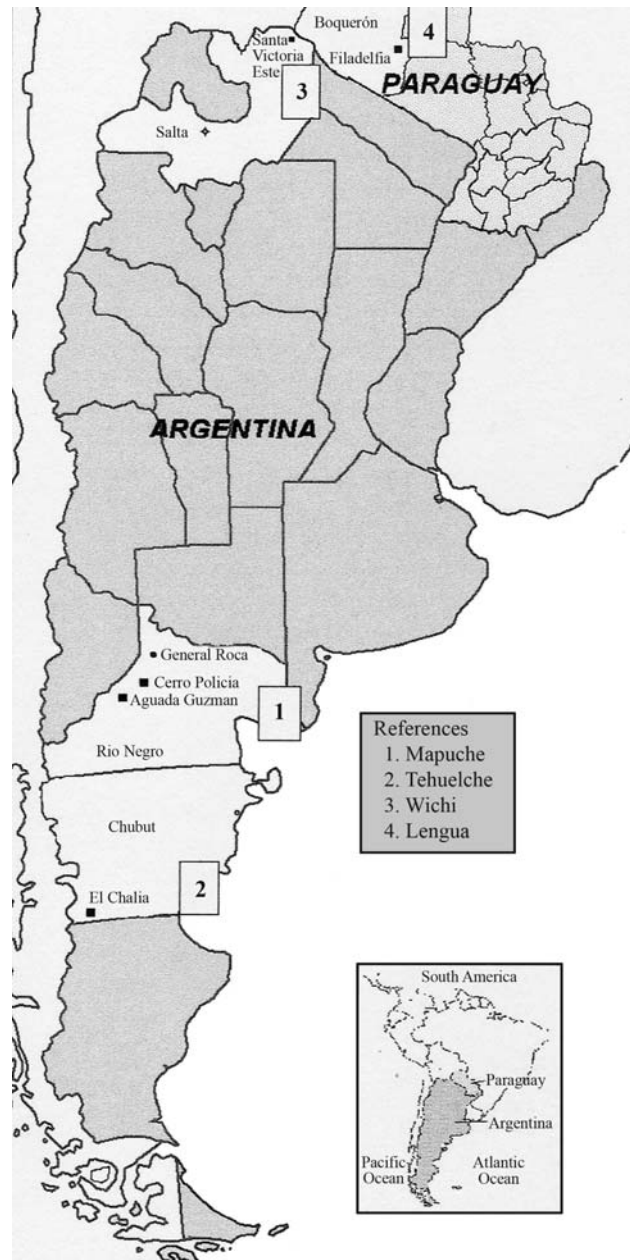 Boquerón
4
Santa
Victoria
Este
Filadelfia
PARAGUAY
3
Salta
ARGENTINA
General Roca
Cerro Policia
Aguada Guzman
1
Rio Negro
References
1. Mapuche
2. Tehuelche
3. Wichi
4. Lengua
Chubut
2
El Chalia
South America
Paraguay
Argentina
Pacific
Ocean
Atlantic
Ocean